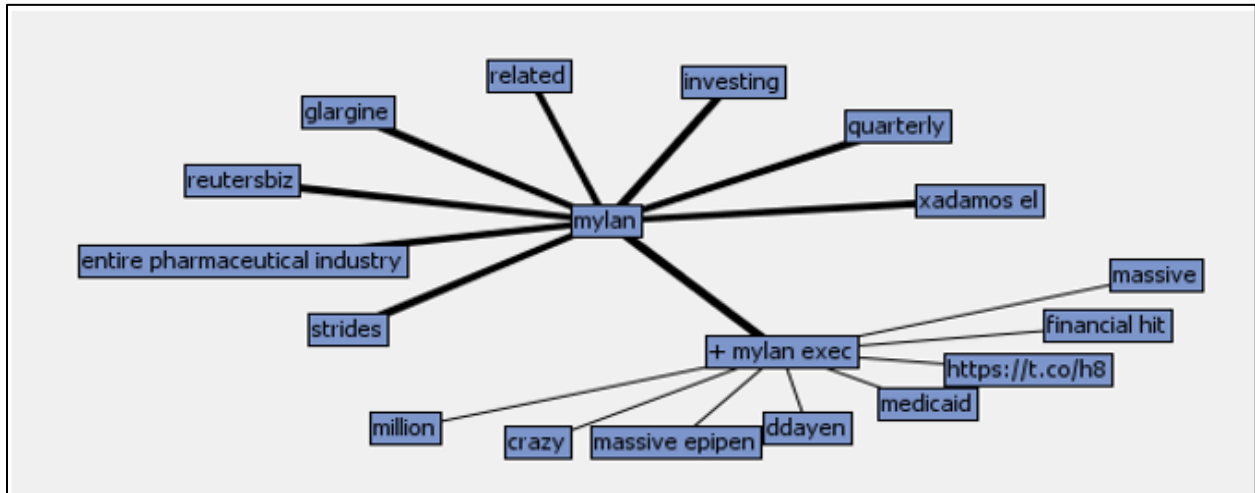 related
investing
glargine
quarterly
reutersbiz
xadamos el
mylan
entire pharmaceutical industry
strides
massive
financial hit
+ mylan exec
https://t.co/h8
medicaid
million
crazy
massive epipen
ddayen